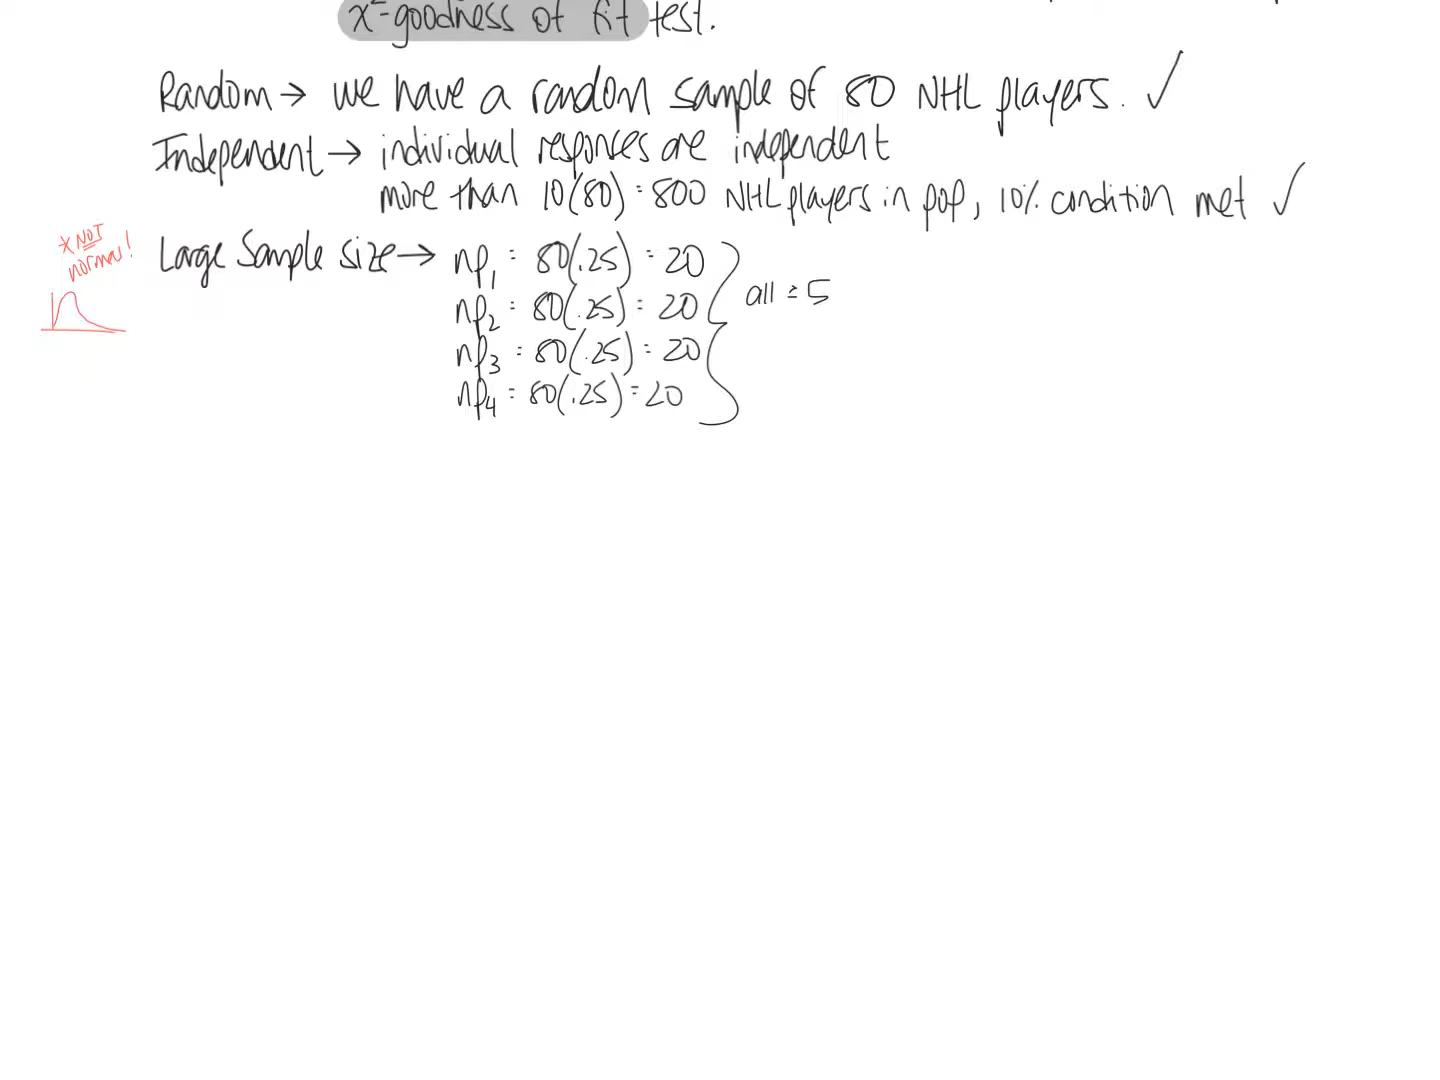 x²-goodness of fit test.
Random → we have a random sample of 80 NHL players. ✓
Independent → individual responses are independent
more than 10(80) = 800 NHL players in pop, 10% condition met ✓
* NOT
normal!
Large Sample size → np₁ = 80(.25) = 20
np₂ = 80(.25) = 20
all ≥ 5
np₃ = 80(.25) = 20
np₄ = 80(.25) = 20